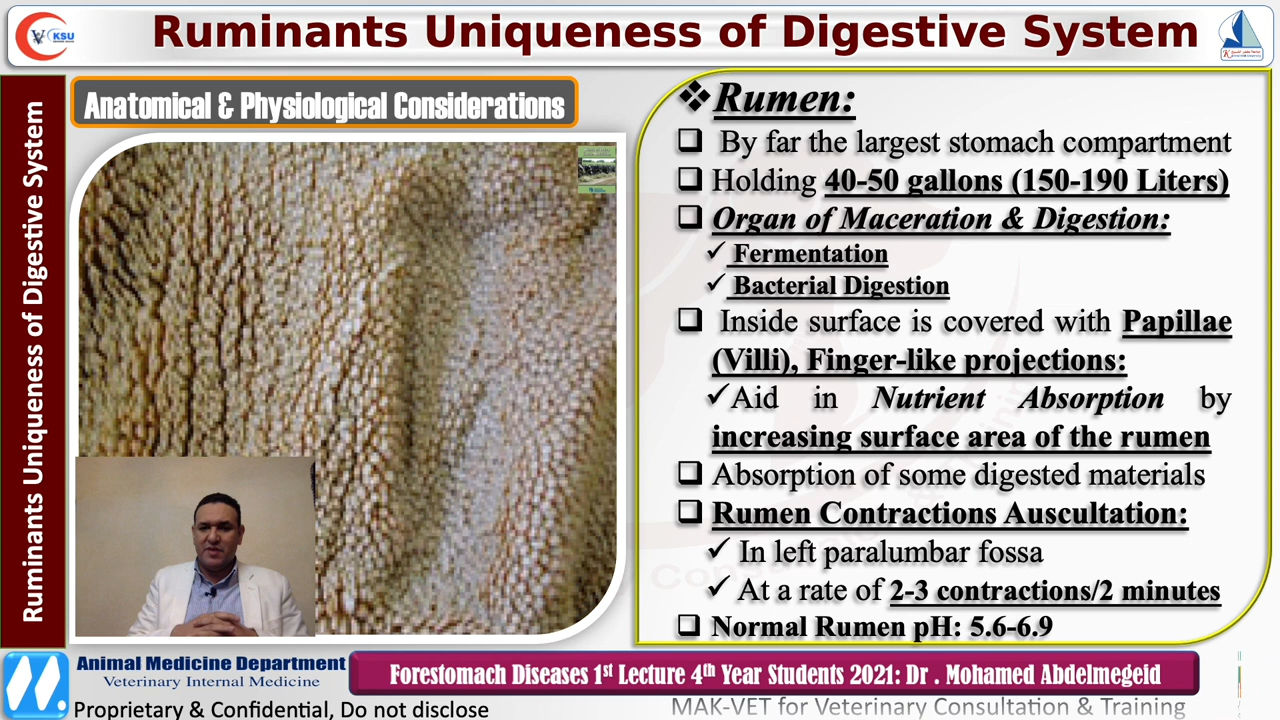 KSU
Ruminants Uniqueness of Digestive System
Ruminants Uniqueness of Digestive System
Anatomical & Physiological Considerations
❖Rumen:
❑ By far the largest stomach compartment
❑ Holding 40-50 gallons (150-190 Liters)
❑ Organ of Maceration & Digestion:
✓ Fermentation
✓ Bacterial Digestion
❑ Inside surface is covered with Papillae
(Villi), Finger-like projections:
✓Aid in Nutrient Absorption by
increasing surface area of the rumen
❑ Absorption of some digested materials
❑ Rumen Contractions Auscultation:
✓ In left paralumbar fossa
✓ At a rate of 2-3 contractions/2 minutes
❑ Normal Rumen pH: 5.6-6.9
Animal Medicine Department
Veterinary Internal Medicine
Forestomach Diseases 1st Lecture 4th Year Students 2021: Dr . Mohamed Abdelmegeid
Proprietary & Confidential, Do not disclose
MAK-VET for Veterinary Consultation & Training